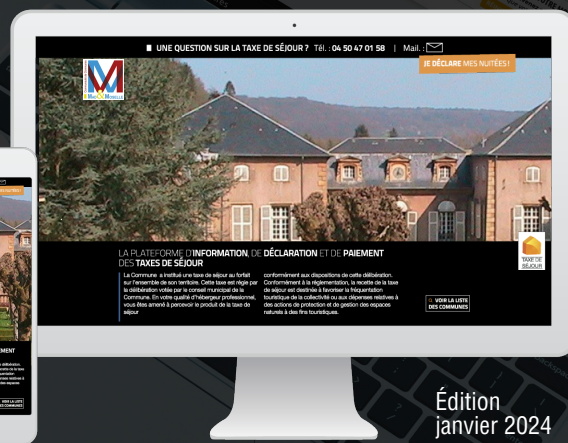 UNE QUESTION SUR LA TAXE DE SÉJOUR ? Tél. : 04 50 47 01 58 | Mail. :
JE DÉCLARE MES NUITÉES !
LA PLATEFORME D'INFORMATION, DE DÉCLARATION ET DE PAIEMENT
DES TAXES DE SÉJOUR
La Commune a institué une taxe de séjour au forfait
sur l'ensemble de son territoire. Cette taxe est régie par
la délibération votée par le conseil municipal de la
Commune. En votre qualité d'hébergeur professionnel,
vous êtes amené à percevoir le produit de la taxe de
séjour
conformément aux dispositions de cette délibération.
Conformément à la réglementation, la recette de la taxe
de séjour est destinée à favoriser la fréquentation
touristique de la collectivité ou aux dépenses relatives à
des actions de protection et de gestion des espaces
naturels à des fins touristiques.
TAXE DE
SÉJOUR
VOIR LA LISTE
DES COMMUNES
Édition
janvier 2024